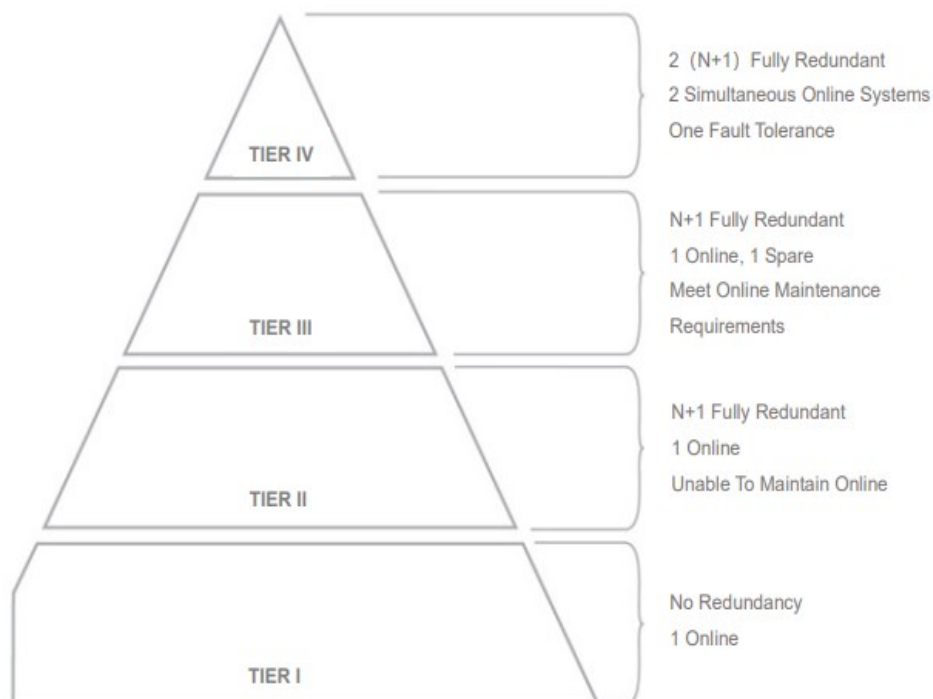 2 (N+1) Fully Redundant
2 Simultaneous Online Systems
One Fault Tolerance
TIER IV
N+1 Fully Redundant
1 Online, 1 Spare
Meet Online Maintenance
Requirements
TIER III
N+1 Fully Redundant
1 Online
Unable To Maintain Online
TIER II
No Redundancy
1 Online
TIER I